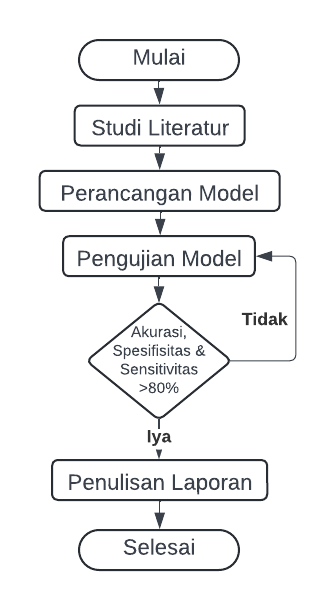 Mulai
Studi Literatur
Perancangan Model
Pengujian Model
Tidak
Akurasi,
Spesifisitas &
Sensitivitas
>80%
Iya
Penulisan Laporan
Selesai